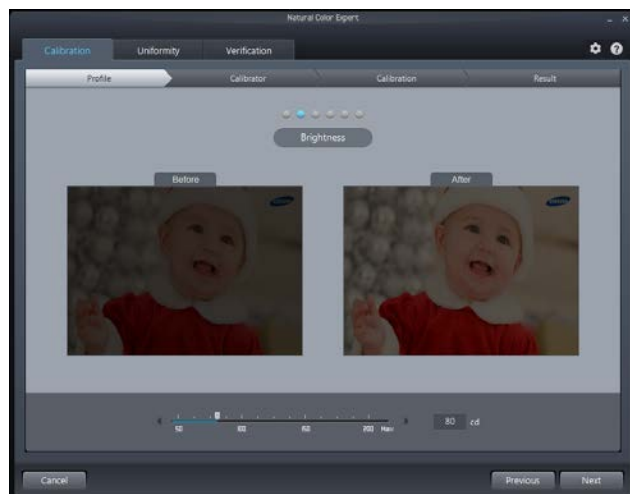 Natural Color Expert
Calibration Uniformity Verification
Profile Calibrator Calibration Result
Brightness
Before After
50 100 150 200 Max
80 cd
Cancel Previous Next